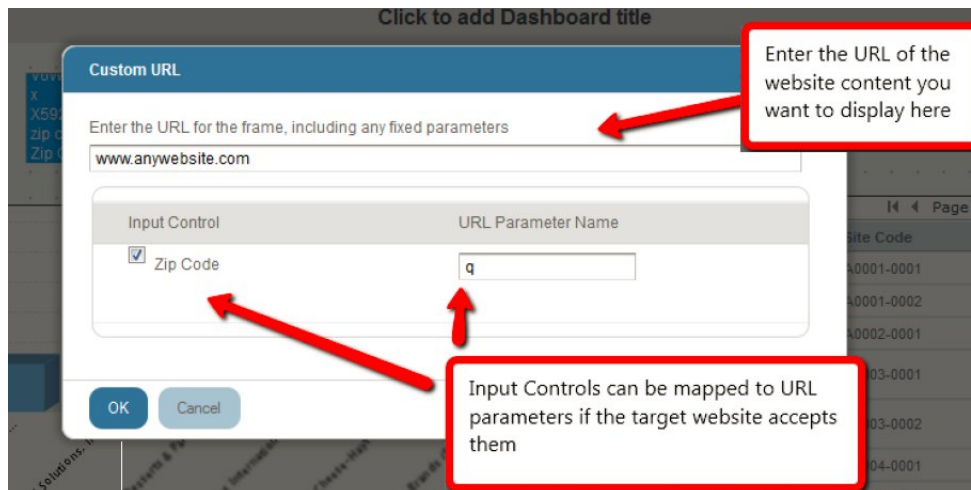 Click to add Dashboard title
Custom URL
Enter the URL of the
website content you
want to display here
x
Enter the URL for the frame, including any fixed parameters
www.anywebsite.com
Input Control
URL Parameter Name
Zip Code
q
Page
Site Code
A0001-0001
A0001-0002
A0002-0001
03-0001
03-0002
04-0001
Input Controls can be mapped to URL
parameters if the target website accepts
them
OK
Cancel
Solutions,